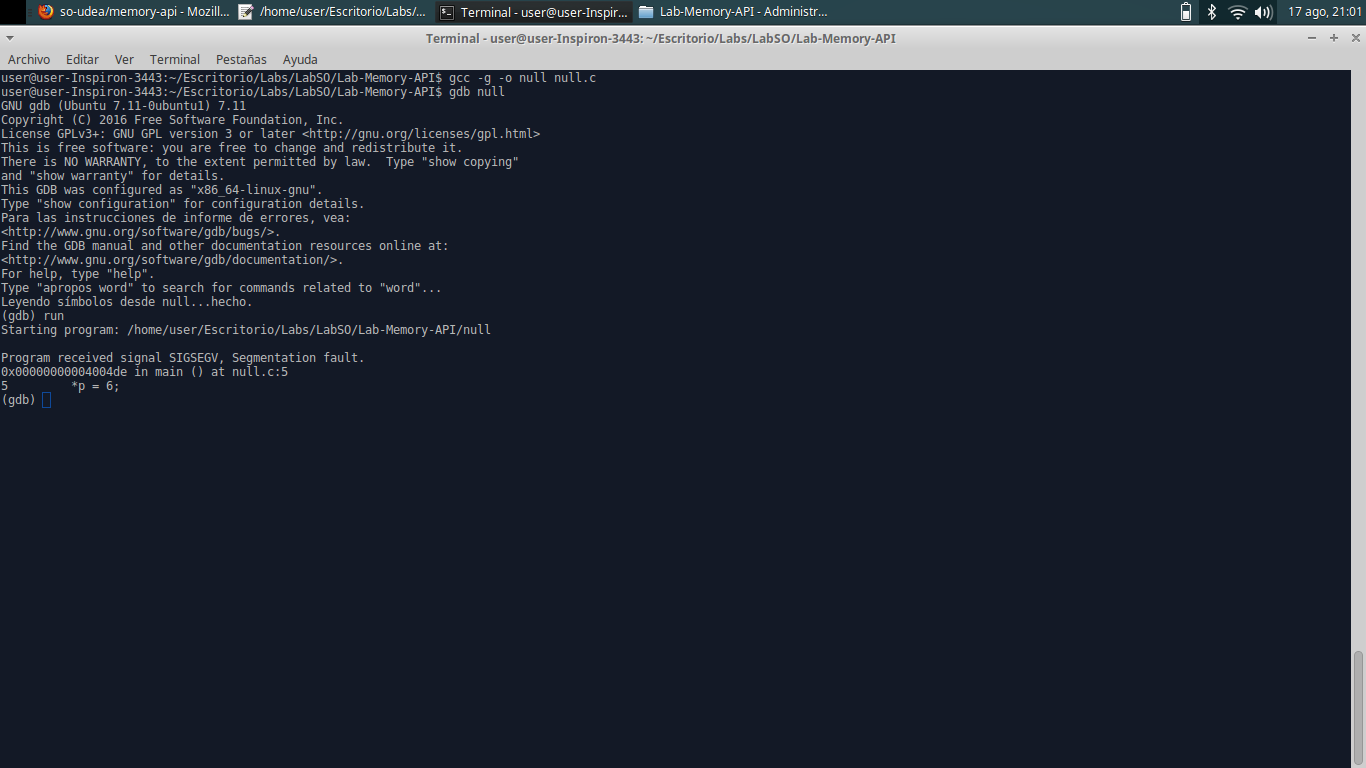 so-udea/memory-api - Mozill... /home/user/Escritorio/Labs/... Terminal - user@user-Inspir... Lab-Memory-API - Administr... 17 ago, 21:01
Terminal - user@user-Inspiron-3443: ~/Escritorio/Labs/LabSO/Lab-Memory-API
Archivo Editar Ver Terminal Pestañas Ayuda
user@user-Inspiron-3443:~/Escritorio/Labs/LabSO/Lab-Memory-API$ gcc -g -o null null.c
user@user-Inspiron-3443:~/Escritorio/Labs/LabSO/Lab-Memory-API$ gdb null
GNU gdb (Ubuntu 7.11-0ubuntu1) 7.11
Copyright (C) 2016 Free Software Foundation, Inc.
License GPLv3+: GNU GPL version 3 or later <http://gnu.org/licenses/gpl.html>
This is free software: you are free to change and redistribute it.
There is NO WARRANTY, to the extent permitted by law.  Type "show copying"
and "show warranty" for details.
This GDB was configured as "x86_64-linux-gnu".
Type "show configuration" for configuration details.
Para las instrucciones de informe de errores, vea:
<http://www.gnu.org/software/gdb/bugs/>.
Find the GDB manual and other documentation resources online at:
<http://www.gnu.org/software/gdb/documentation/>.
For help, type "help".
Type "apropos word" to search for commands related to "word"...
Leyendo símbolos desde null...hecho.
(gdb) run
Starting program: /home/user/Escritorio/Labs/LabSO/Lab-Memory-API/null
Program received signal SIGSEGV, Segmentation fault.
0x00000000004004de in main () at null.c:5
5         *p = 6;
(gdb)